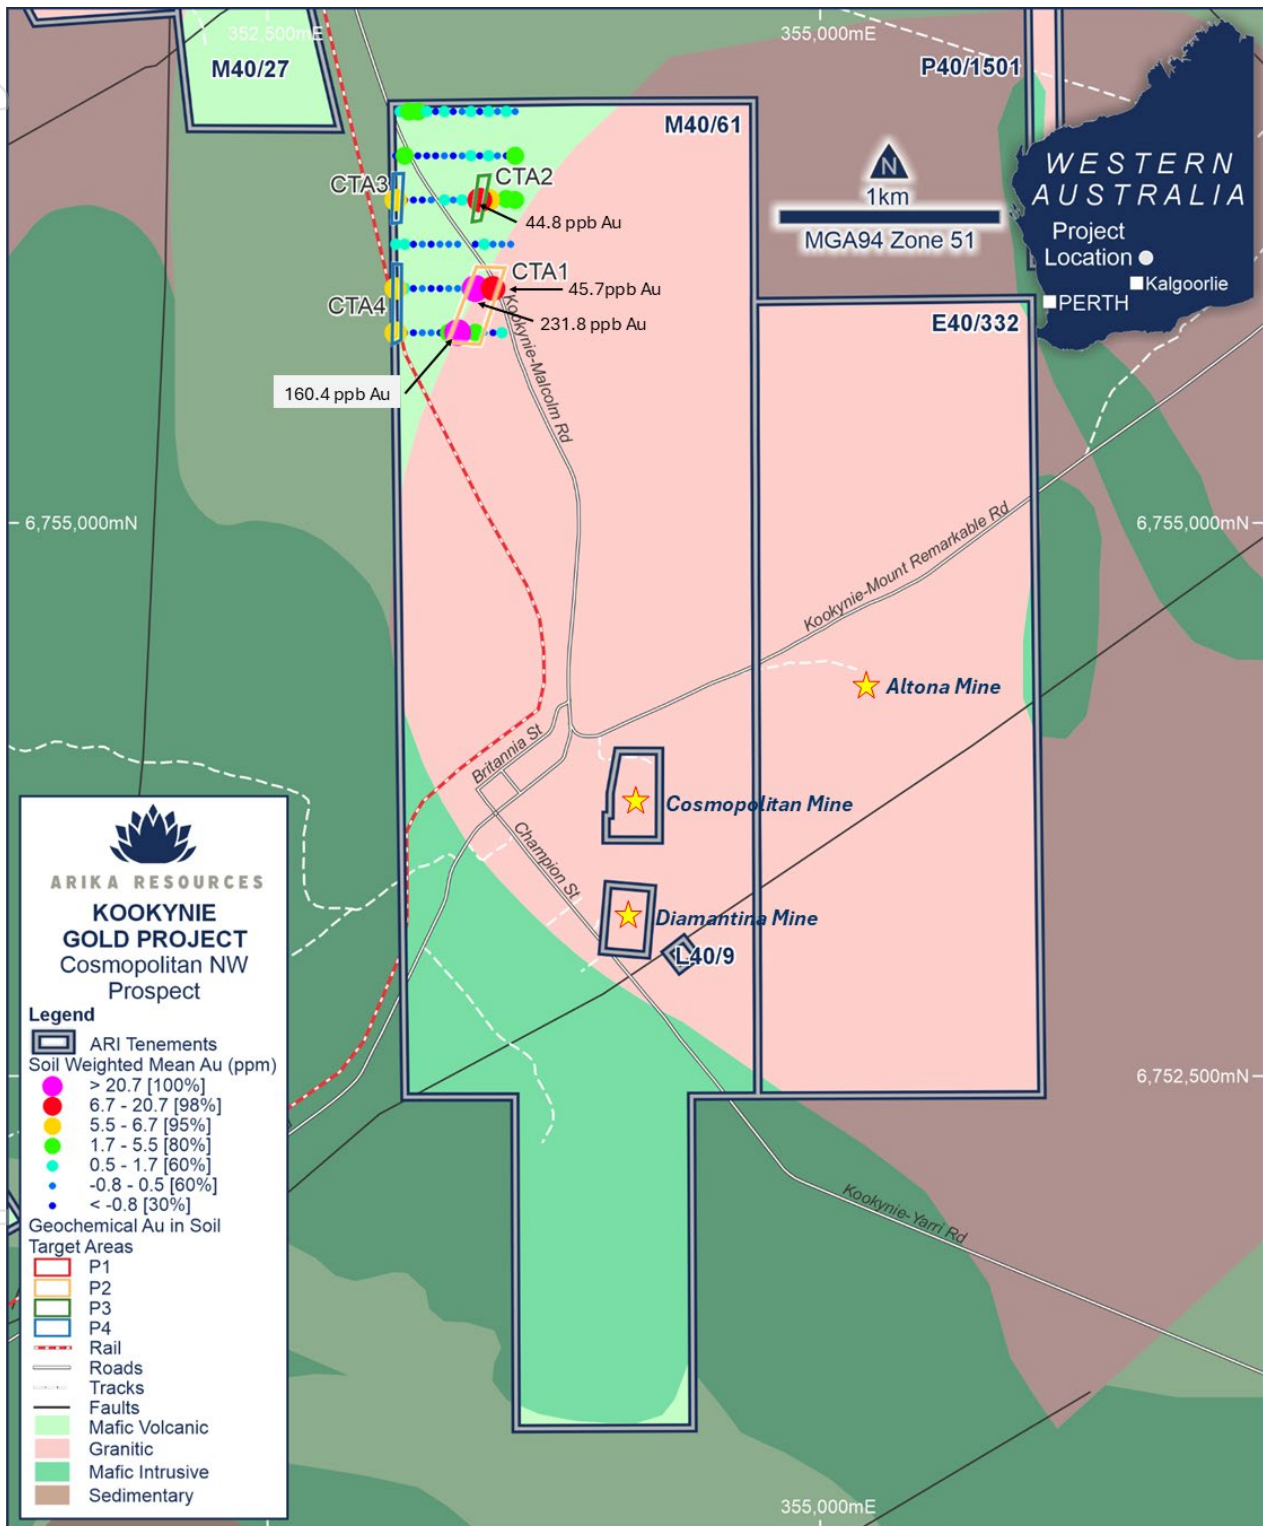 352,500mE
355,000mE
M40/27
P40/1501
M40/61
WESTERN
AUSTRALIA
Project
Location
Kalgoorlie
PERTH
N
1km
MGA94 Zone 51
CTA3
CTA2
44.8 ppb Au
CTA1
45.7ppb Au
CTA4
231.8 ppb Au
160.4 ppb Au
E40/332
Kookynie-Malcolm Rd
6,755,000mN
6,755,000mN
Kookynie-Mount Remarkable Rd
Altona Mine
Britannia St
Cosmopolitan Mine
Champion St
Diamantina Mine
L40/9
6,752,500mN
Kookynie-Yarri Rd
355,000mE
ARIKA RESOURCES
KOOKYNIE
GOLD PROJECT
Cosmopolitan NW
Prospect
Legend
ARI Tenements
Soil Weighted Mean Au (ppm)
> 20.7 [100%]
6.7 - 20.7 [98%]
5.5 - 6.7 [95%]
1.7 - 5.5 [80%]
0.5 - 1.7 [60%]
-0.8 - 0.5 [60%]
< -0.8 [30%]
Geochemical Au in Soil
Target Areas
P1
P2
P3
P4
Rail
Roads
Tracks
Faults
Mafic Volcanic
Granitic
Mafic Intrusive
Sedimentary